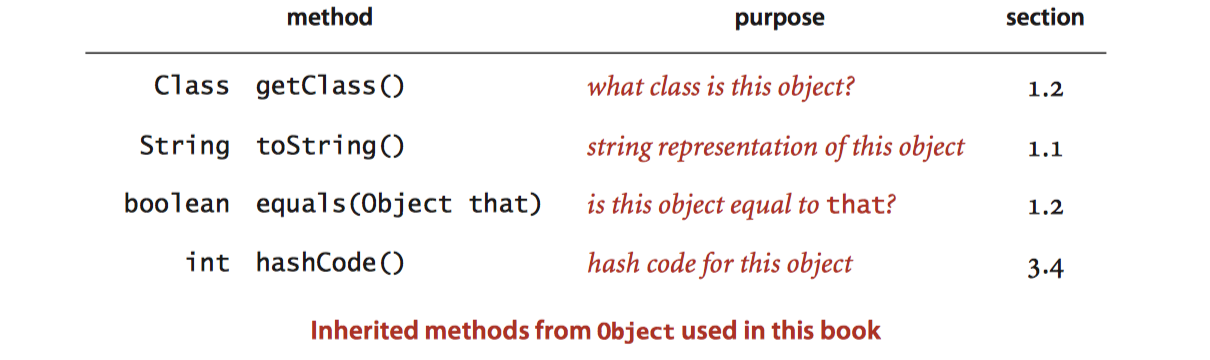 method purpose section
Class getClass() what class is this object? 1.2
String toString() string representation of this object 1.1
boolean equals(Object that) is this object equal to that? 1.2
int hashCode() hash code for this object 3.4
Inherited methods from Object used in this book